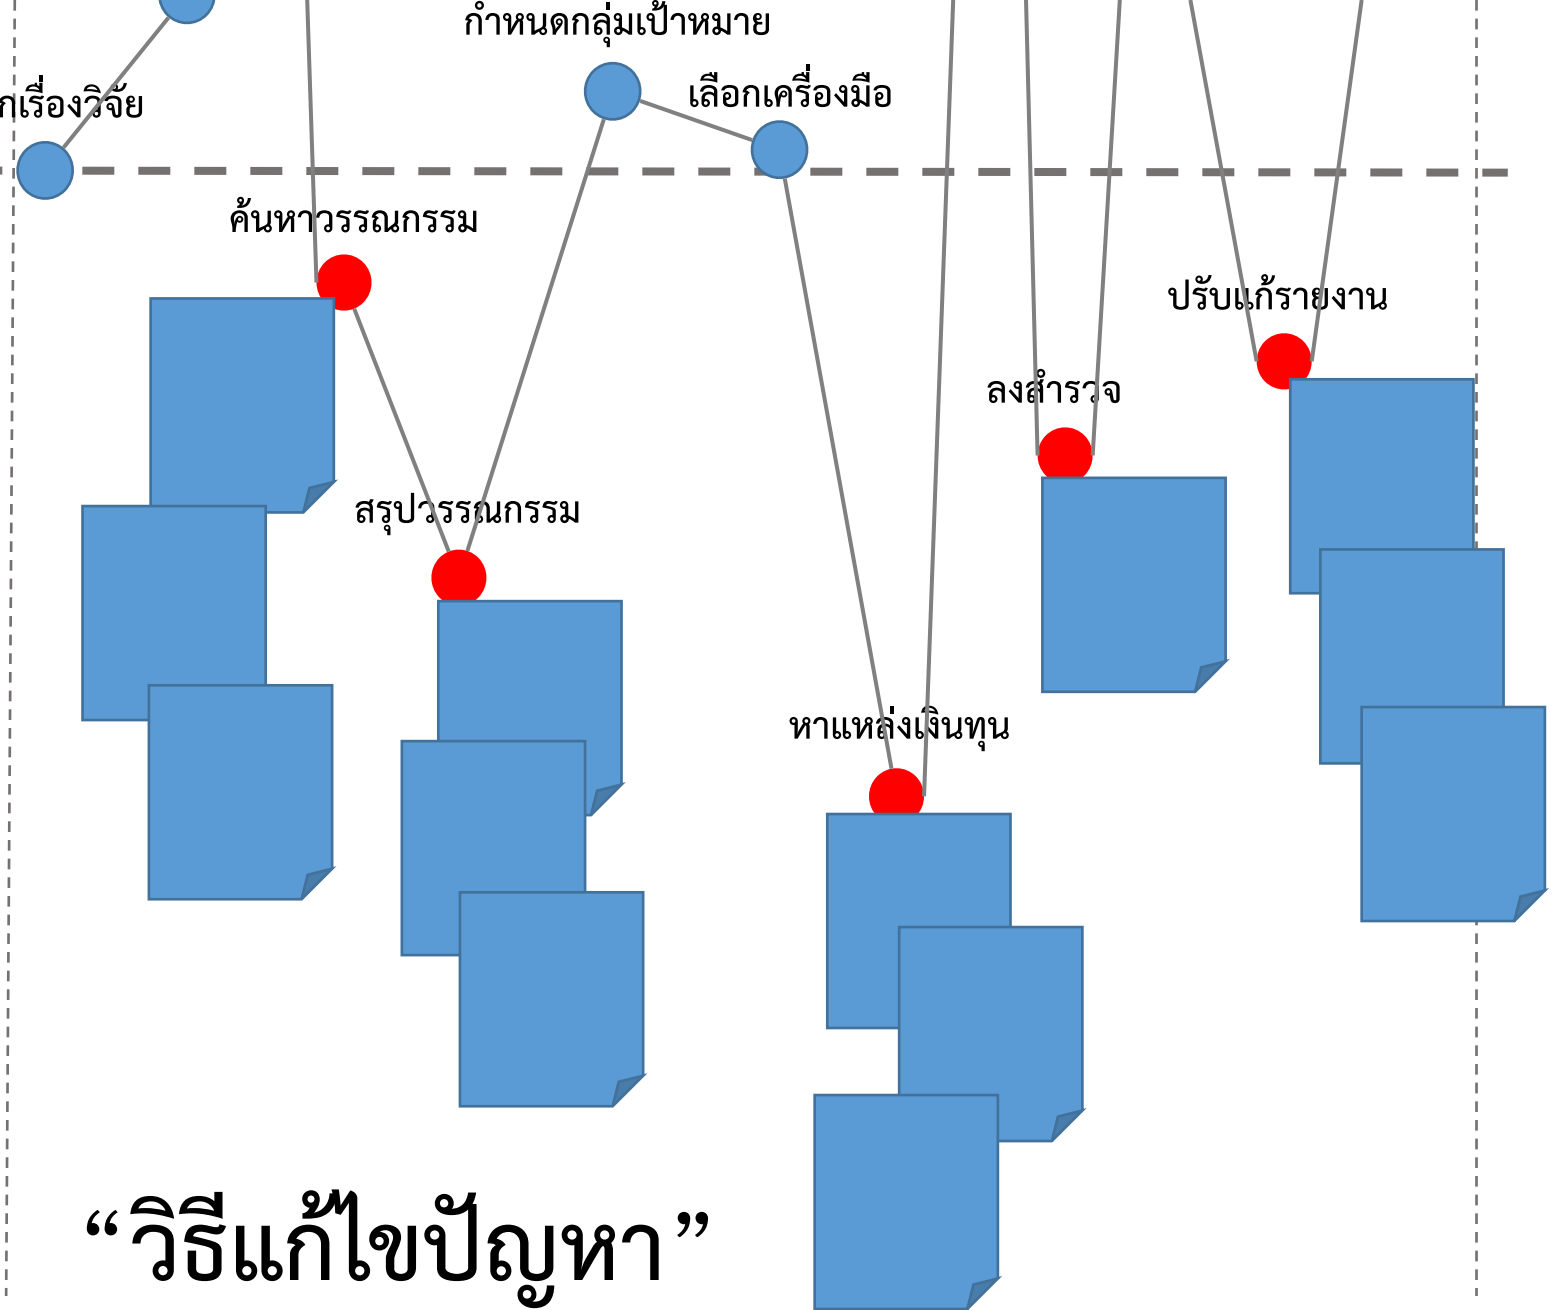 กำหนดกลุ่มเป้าหมาย
เลือกเครื่องมือ
กเรื่องวิจัย
ค้นหาวรรณกรรม
ปรับแก้รายงาน
ลงสำรวจ
สรุปวรรณกรรม
หาแหล่งเงินทุน
“วิธีแก้ไขปัญหา”